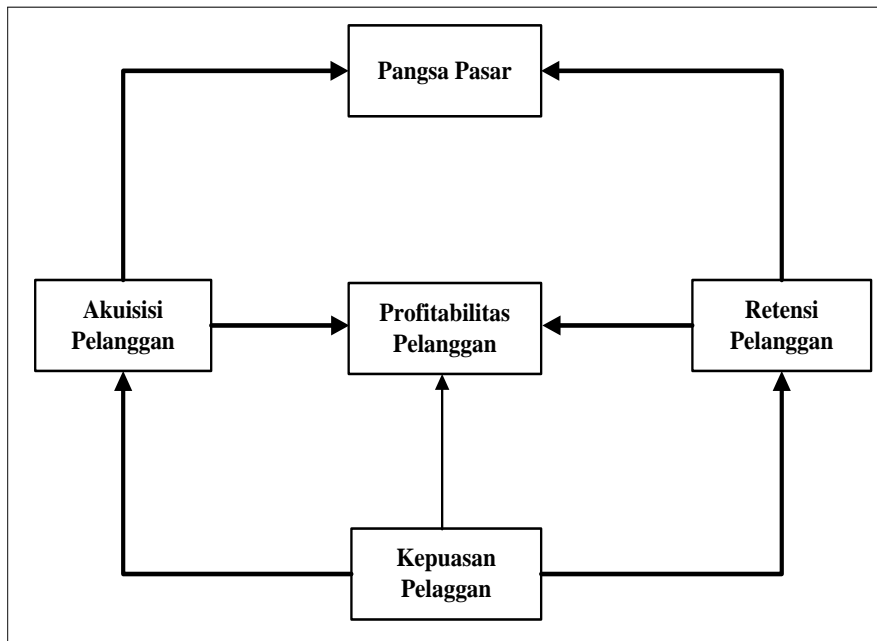 Pangsa Pasar
Akuisisi
Pelanggan
Profitabilitas
Pelanggan
Retensi
Pelanggan
Kepuasan
Pelaggan